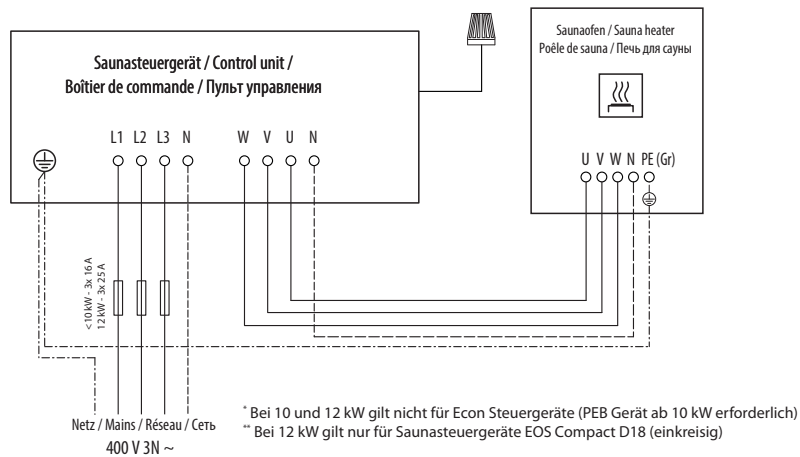 Saunasteuergerät / Control unit /
Boîtier de commande / Пульт управления
L1 L2 L3 N W V U N
Saunaofen / Sauna heater
Poêle de sauna / Печь для сауны
U V W N PE (Gr)
<10 kW - 3x 16 A
12 kW - 3x 25 A
Netz / Mains / Réseau / Сеть
400 V 3N ~
* Bei 10 und 12 kW gilt nicht für Econ Steuergeräte (PEB Gerät ab 10 kW erforderlich)
** Bei 12 kW gilt nur für Saunasteuergeräte EOS Compact D18 (einkreisig)